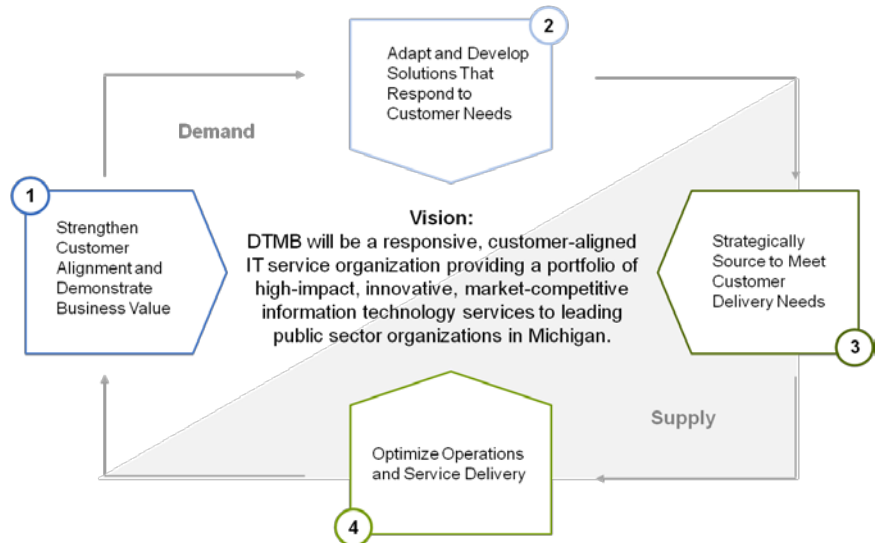 2
Adapt and Develop
Solutions That
Respond to
Customer Needs
Demand
1
Strengthen
Customer
Alignment and
Demonstrate
Business Value
Vision:
DTMB will be a responsive, customer-aligned
IT service organization providing a portfolio of
high-impact, innovative, market-competitive
information technology services to leading
public sector organizations in Michigan.
Strategically
Source to Meet
Customer
Delivery Needs
3
Supply
Optimize Operations
and Service Delivery
4